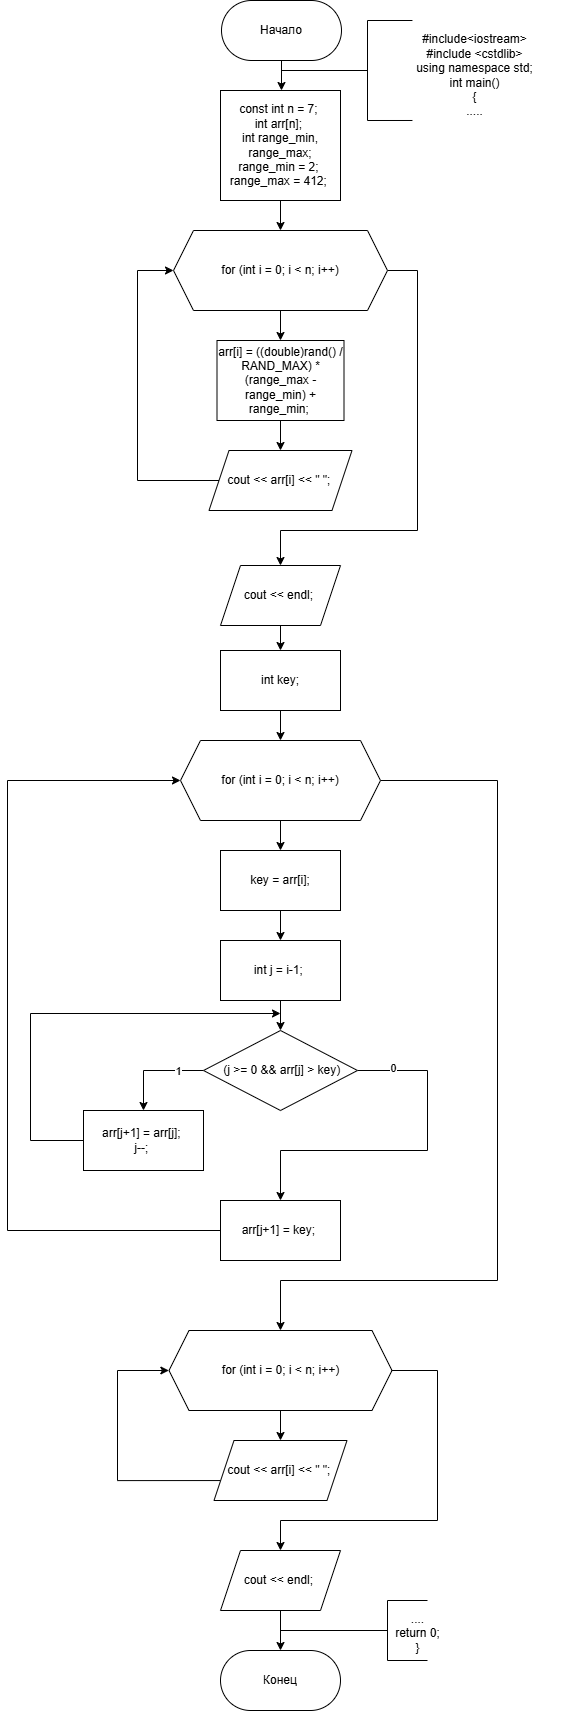 Начало
#include<iostream>
#include <cstdlib>
using namespace std;
int main()
{
.....
const int n = 7;
int arr[n];
int range_min,
range_max;
range_min = 2;
range_max = 412;
for (int i = 0; i < n; i++)
arr[i] = ((double)rand() /
RAND_MAX) *
(range_max -
range_min) +
range_min;
cout << arr[i] << " ";
cout << endl;
int key;
for (int i = 0; i < n; i++)
key = arr[i];
int j = i-1;
(j >= 0 && arr[j] > key)
1
0
arr[j+1] = arr[j];
j--;
arr[j+1] = key;
for (int i = 0; i < n; i++)
cout << arr[i] << " ";
cout << endl;
....
return 0;
}
Конец